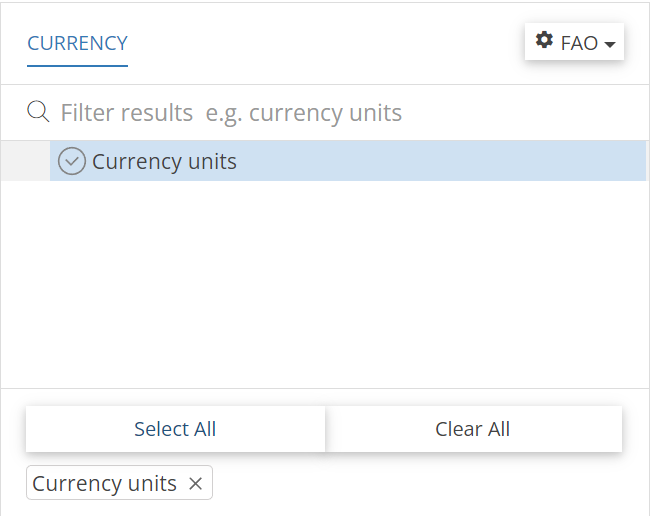 CURRENCY FAO
Filter results e.g. currency units
Currency units
Select All Clear All
Currency units